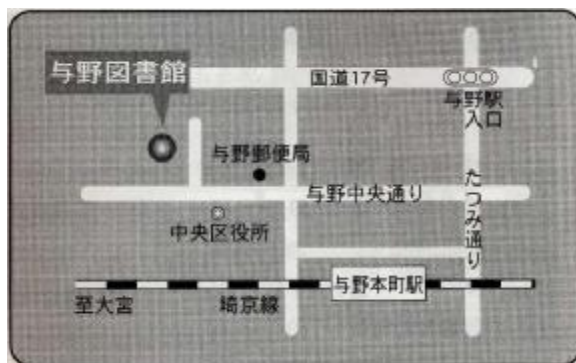 与野図書館
国道17号
与野駅
入口
与野郵便局
与野中央通り
たつみ通り
中央区役所
与野本町駅
至大宮
埼京線